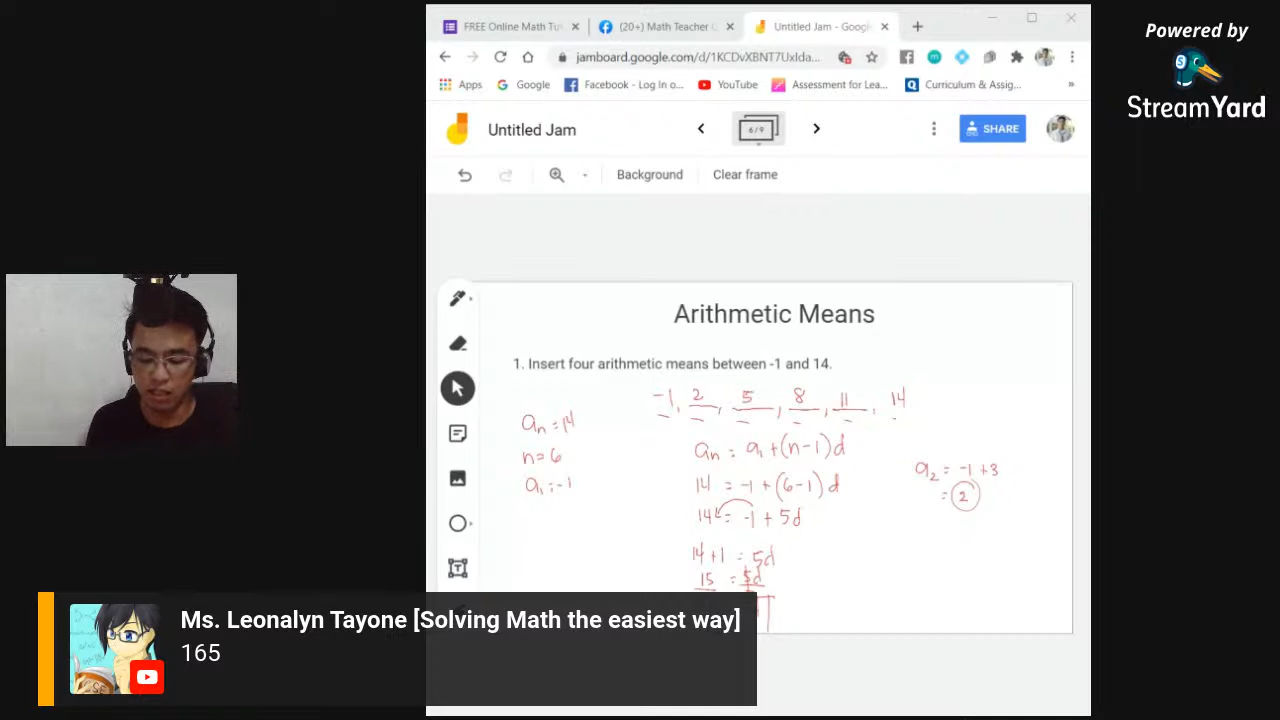 Powered by
StreamYard
FREE Online Math Tu
(20+) Math Teacher
Untitled Jam - Goog
jamboard.google.com/d/1KCDvXBNT7UxIda...
Apps
Google
Facebook - Log In o...
YouTube
Assessment for Lea...
Curriculum & Assig...
»
Untitled Jam
6/9
SHARE
Background
Clear frame
Arithmetic Means
1. Insert four arithmetic means between -1 and 14.
-1, 2, 5, 8, 11, 14
an = 14
n = 6
a1 = -1
an = a1 + (n-1)d
14 = -1 + (6-1)d
14 = -1 + 5d
14+1 = 5d
15 = 5d
a2 = -1 + 3
= 2
Ms. Leonalyn Tayone [Solving Math the easiest way]
165